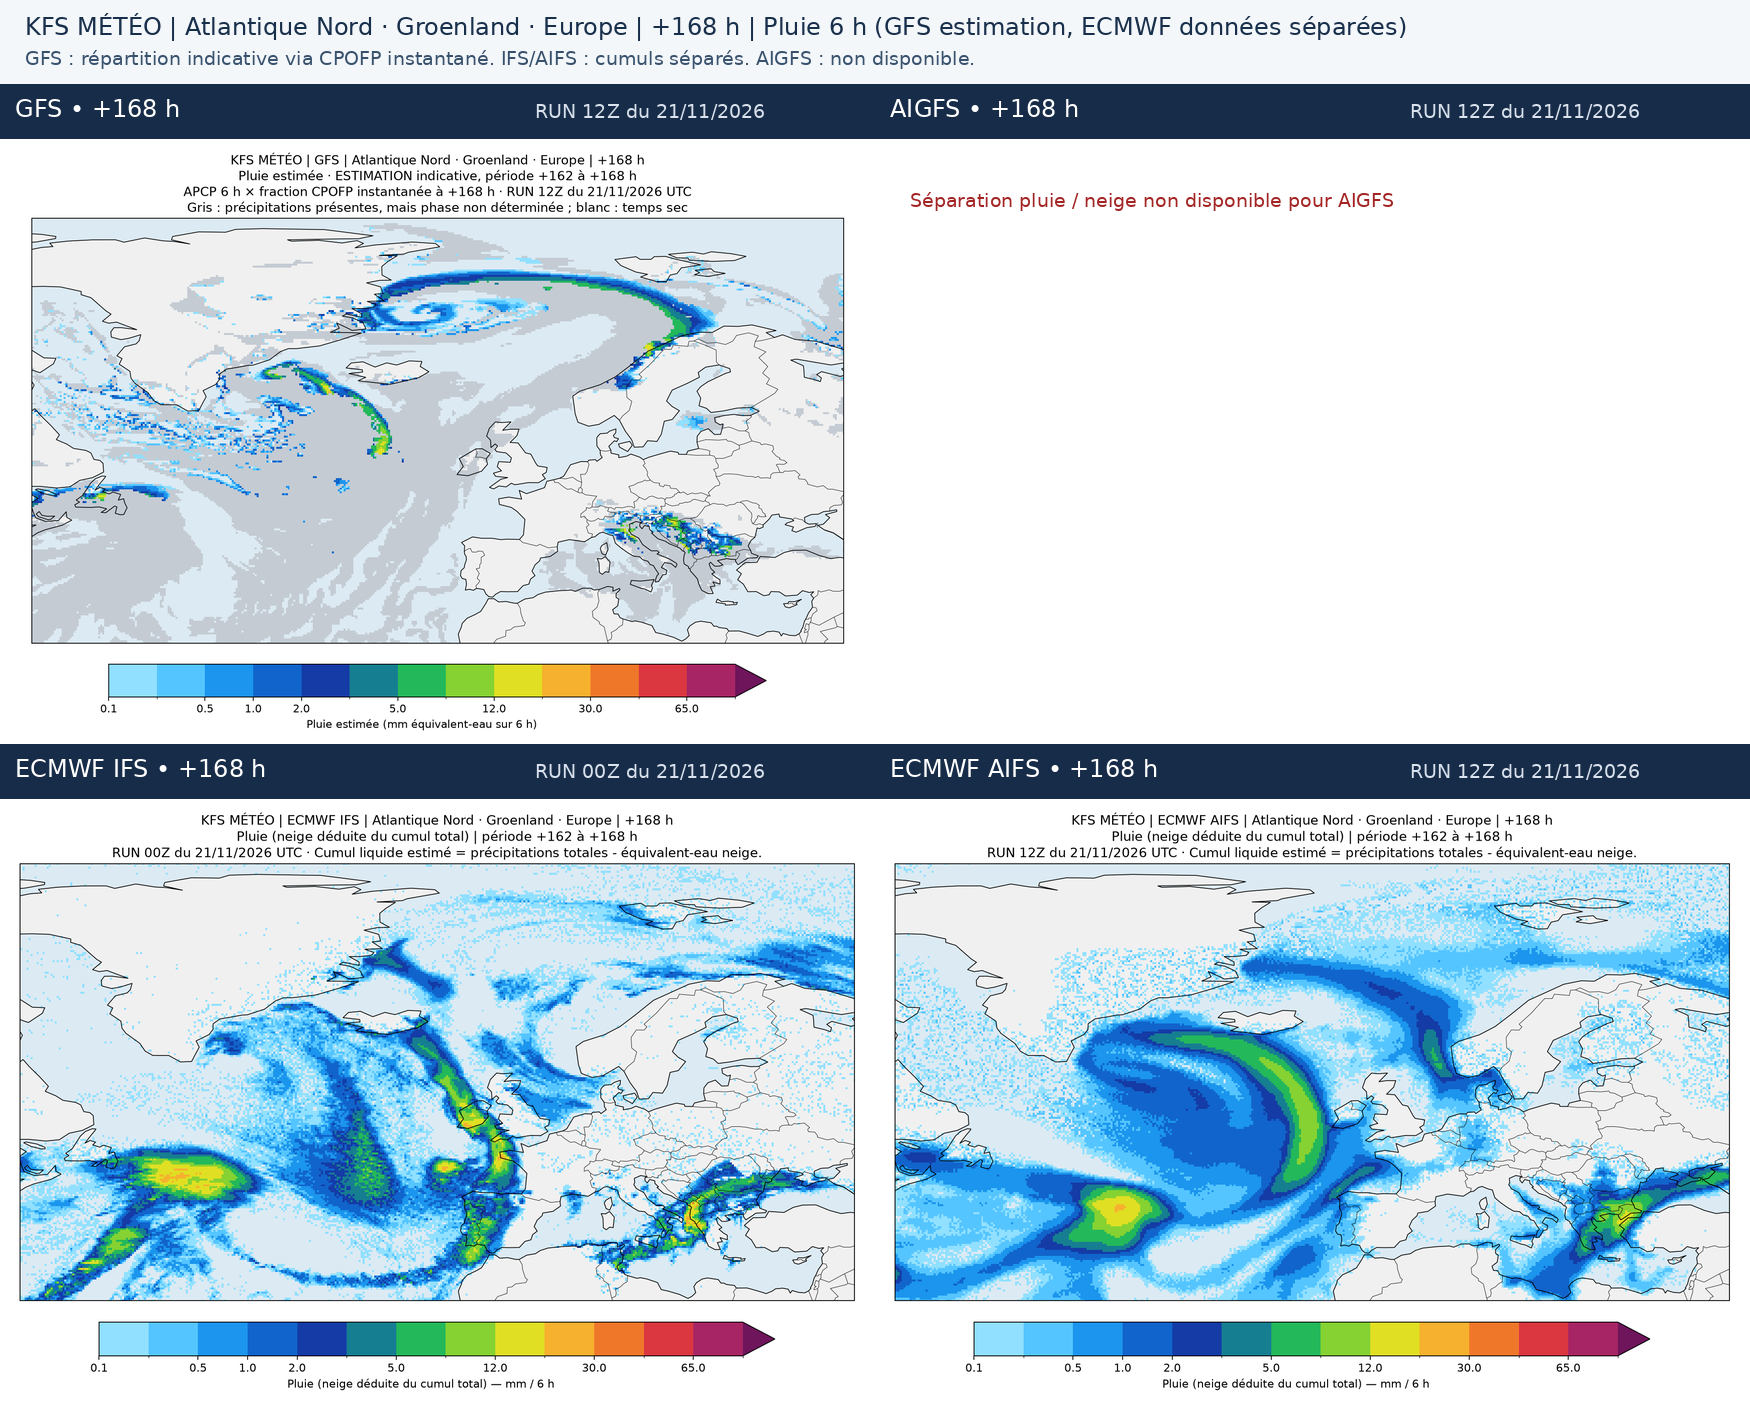 KFS MÉTÉO | Atlantique Nord · Groenland · Europe | +168 h | Pluie 6 h (GFS estimation, ECMWF données séparées)
GFS : répartition indicative via CPOFP instantané. IFS/AIFS : cumuls séparés. AIGFS : non disponible.
GFS • +168 h
RUN 12Z du 21/11/2026
KFS MÉTÉO | GFS | Atlantique Nord · Groenland · Europe | +168 h
Pluie estimée · ESTIMATION indicative, période +162 à +168 h
APCP 6 h × fraction CPOFP instantanée à +168 h · RUN 12Z du 21/11/2026 UTC
Gris : précipitations présentes, mais phase non déterminée ; blanc : temps sec
0.1 0.5 1.0 2.0 5.0 12.0 30.0 65.0
Pluie estimée (mm équivalent-eau sur 6 h)
AIGFS • +168 h
RUN 12Z du 21/11/2026
Séparation pluie / neige non disponible pour AIGFS
ECMWF IFS • +168 h
RUN 00Z du 21/11/2026
KFS MÉTÉO | ECMWF IFS | Atlantique Nord · Groenland · Europe | +168 h
Pluie (neige déduite du cumul total) | période +162 à +168 h
RUN 00Z du 21/11/2026 UTC · Cumul liquide estimé = précipitations totales - équivalent-eau neige.
0.1 0.5 1.0 2.0 5.0 12.0 30.0 65.0
Pluie (neige déduite du cumul total) — mm / 6 h
ECMWF AIFS • +168 h
RUN 12Z du 21/11/2026
KFS MÉTÉO | ECMWF AIFS | Atlantique Nord · Groenland · Europe | +168 h
Pluie (neige déduite du cumul total) | période +162 à +168 h
RUN 12Z du 21/11/2026 UTC · Cumul liquide estimé = précipitations totales - équivalent-eau neige.
0.1 0.5 1.0 2.0 5.0 12.0 30.0 65.0
Pluie (neige déduite du cumul total) — mm / 6 h